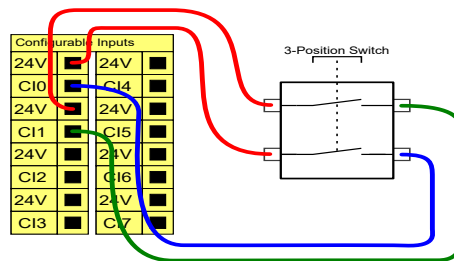 Configurable Inputs
3-Position Switch
24V 24V
CI0 CI4
24V 24V
CI1 CI5
24V 24V
CI2 CI6
24V 24V
CI3 CI7